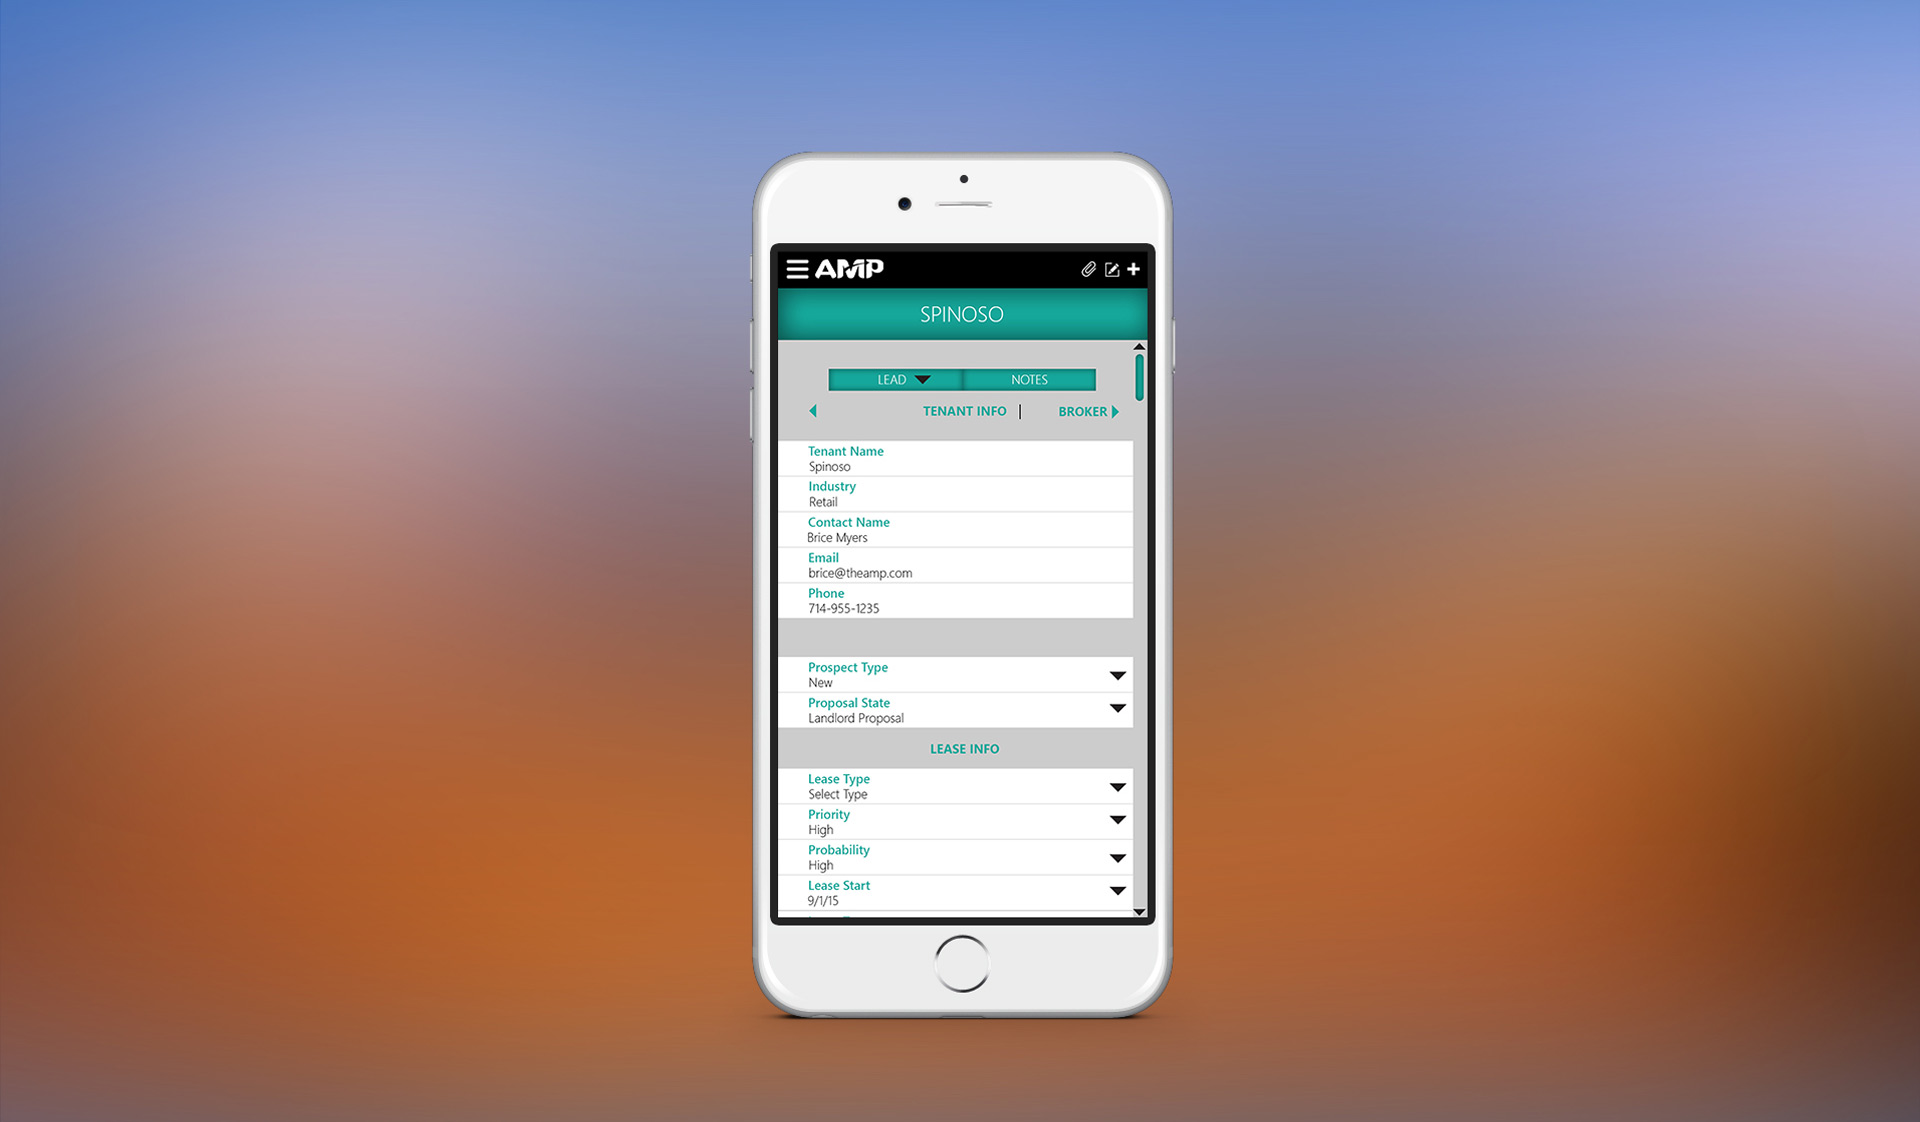 AMP
SPINOSO
LEAD NOTES
TENANT INFO | BROKER
Tenant Name
Spinoso
Industry
Retail
Contact Name
Brice Myers
Email
brice@theamp.com
Phone
714-955-1235
Prospect Type
New
Proposal State
Landlord Proposal
LEASE INFO
Lease Type
Select Type
Priority
High
Probability
High
Lease Start
9/1/15